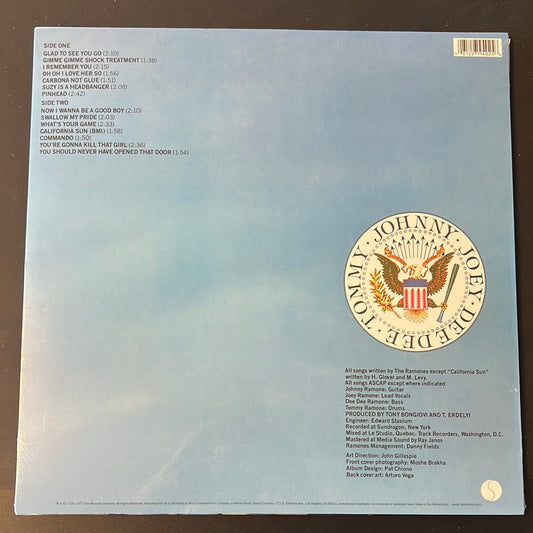 SIDE ONE
GLAD TO SEE YOU GO (2:10)
GIMME GIMME SHOCK TREATMENT (1:38)
I REMEMBER YOU (2:15)
OH OH I LOVE HER SO (1:56)
CARBONA NOT GLUE (1:51)
SUZY IS A HEADBANGER (2:08)
PINHEAD (2:42)
SIDE TWO
NOW I WANNA BE A GOOD BOY (2:10)
SWALLOW MY PRIDE (2:03)
WHAT'S YOUR GAME (2:33)
CALIFORNIA SUN (BMI) (1:58)
COMMANDO (1:50)
YOU'RE GONNA KILL THAT GIRL (2:36)
YOU SHOULD NEVER HAVE OPENED THAT DOOR (1:54)
JOHNNY · JOEY · DEE DEE · TOMMY ·
All songs written by The Ramones except "California Sun"
written by H. Glover and M. Levy.
All songs ASCAP except where indicated
Johnny Ramone: Guitar
Joey Ramone: Lead Vocals
Dee Dee Ramone: Bass
Tommy Ramone: Drums
PRODUCED BY TONY BONGIOVI AND T. ERDELYI
Engineer: Edward Stasium
Recorded at Sundragon, New York
Mixed at Le Studio, Quebec. Track Recorders, Washington, D.C.
Mastered at Media Sound by Ray Janos
Ramones Management: Danny Fields
Art Direction: John Gillespie
Front cover photography: Moshe Brakha
Album Design: Pat Chiono
Back cover art: Arturo Vega